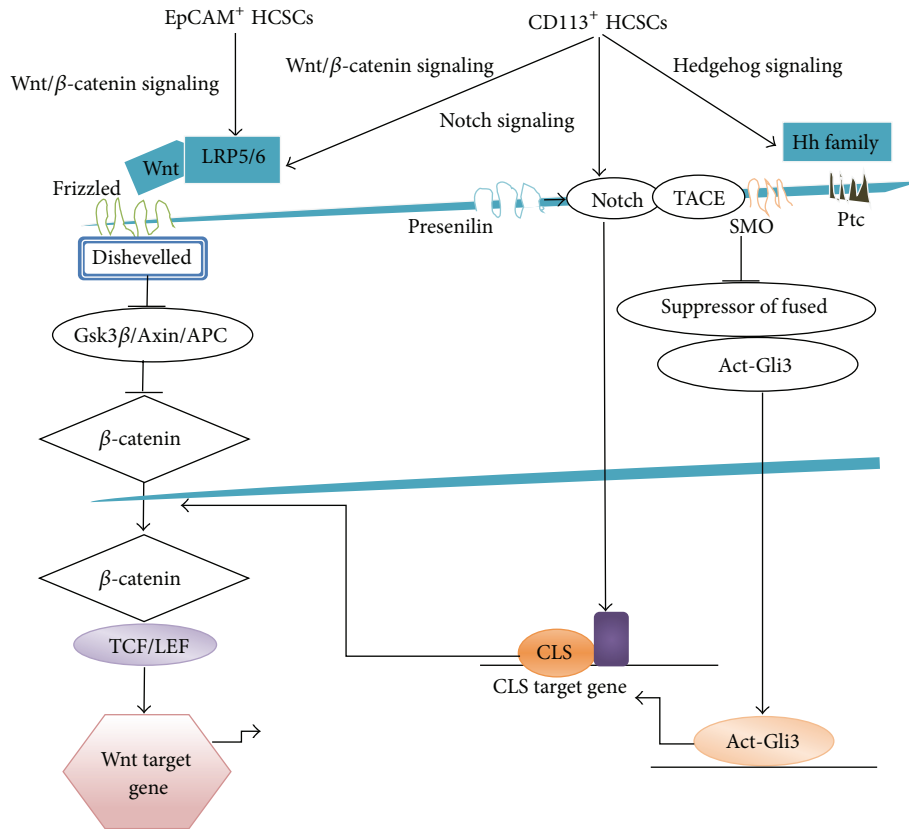 EpCAM⁺ HCSCs
CD113⁺ HCSCs
Wnt/β-catenin signaling
Wnt/β-catenin signaling
Hedgehog signaling
Notch signaling
Wnt
LRP5/6
Hh family
Frizzled
Presenilin
Notch
TACE
SMO
Ptc
Dishevelled
Gsk3β/Axin/APC
Suppressor of fused
Act-Gli3
β-catenin
β-catenin
TCF/LEF
CLS
CLS target gene
Wnt target
gene
Act-Gli3